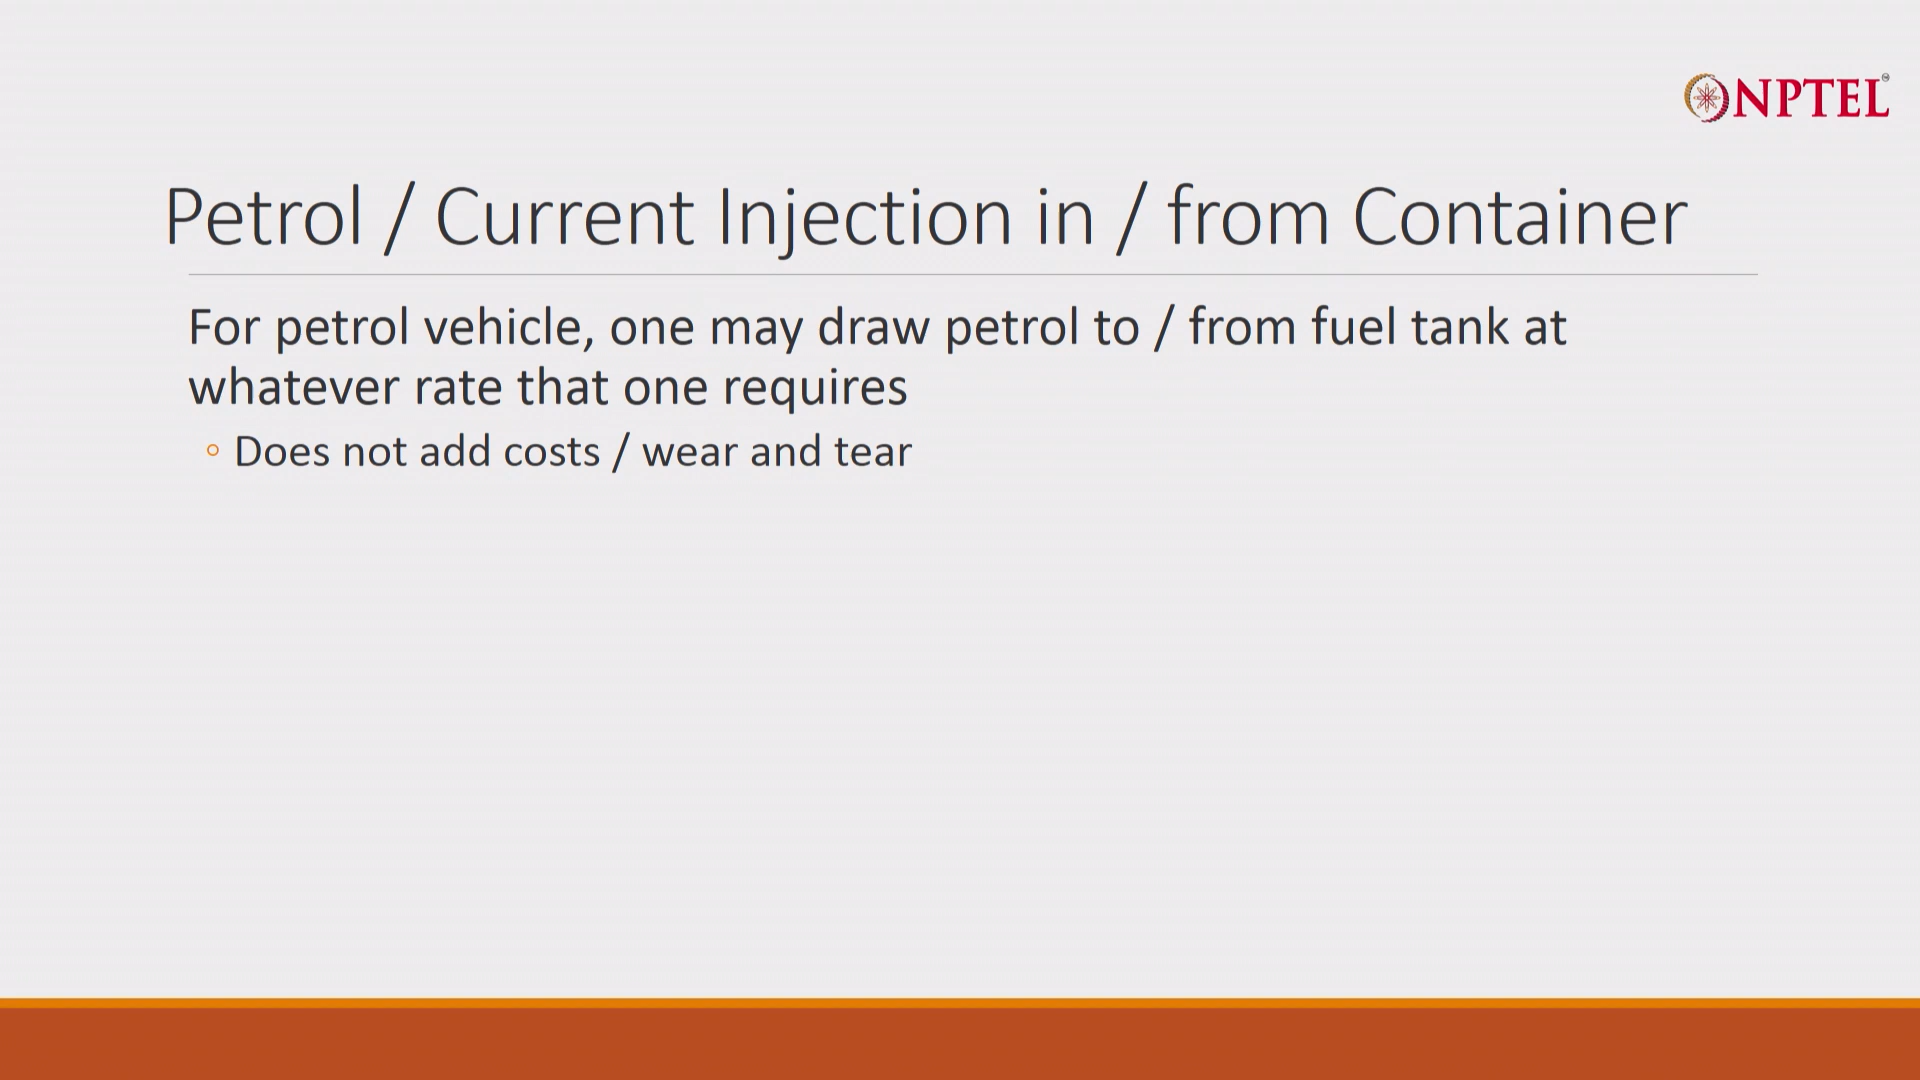 NPTEL
Petrol / Current Injection in / from Container
For petrol vehicle, one may draw petrol to / from fuel tank at
whatever rate that one requires
◦ Does not add costs / wear and tear